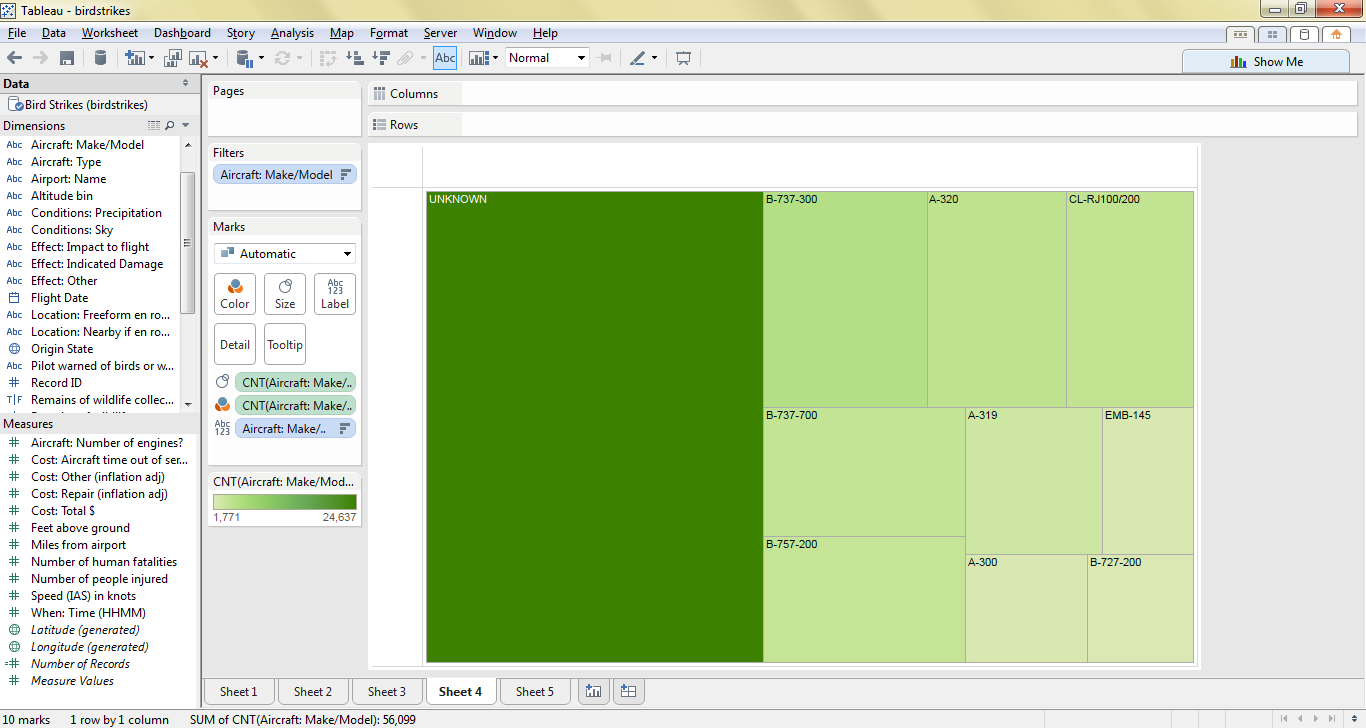 Tableau - birdstrikes
File Data Worksheet Dashboard Story Analysis Map Format Server Window Help
Abc Normal
Show Me
Data
Bird Strikes (birdstrikes)
Dimensions
Abc Aircraft: Make/Model
Abc Aircraft: Type
Abc Airport: Name
Abc Altitude bin
Abc Conditions: Precipitation
Abc Conditions: Sky
Abc Effect: Impact to flight
Abc Effect: Indicated Damage
Abc Effect: Other
Flight Date
Abc Location: Freeform en ro...
Abc Location: Nearby if en ro...
Origin State
Abc Pilot warned of birds or w...
# Record ID
T|F Remains of wildlife collec...
Measures
# Aircraft: Number of engines?
# Cost: Aircraft time out of ser...
# Cost: Other (inflation adj)
# Cost: Repair (inflation adj)
# Cost: Total $
# Feet above ground
# Miles from airport
# Number of human fatalities
# Number of people injured
# Speed (IAS) in knots
# When: Time (HHMM)
Latitude (generated)
Longitude (generated)
=# Number of Records
# Measure Values
Pages
Filters
Aircraft: Make/Model
Marks
Automatic
Color Size Abc 123 Label
Detail Tooltip
CNT(Aircraft: Make/..
CNT(Aircraft: Make/..
Abc 123 Aircraft: Make/..
CNT(Aircraft: Make/Mod...
1,771 24,637
Columns
Rows
UNKNOWN B-737-300 A-320 CL-RJ100/200
B-737-700 A-319 EMB-145
B-757-200
A-300 B-727-200
Sheet 1 Sheet 2 Sheet 3 Sheet 4 Sheet 5
10 marks 1 row by 1 column SUM of CNT(Aircraft: Make/Model): 56,099